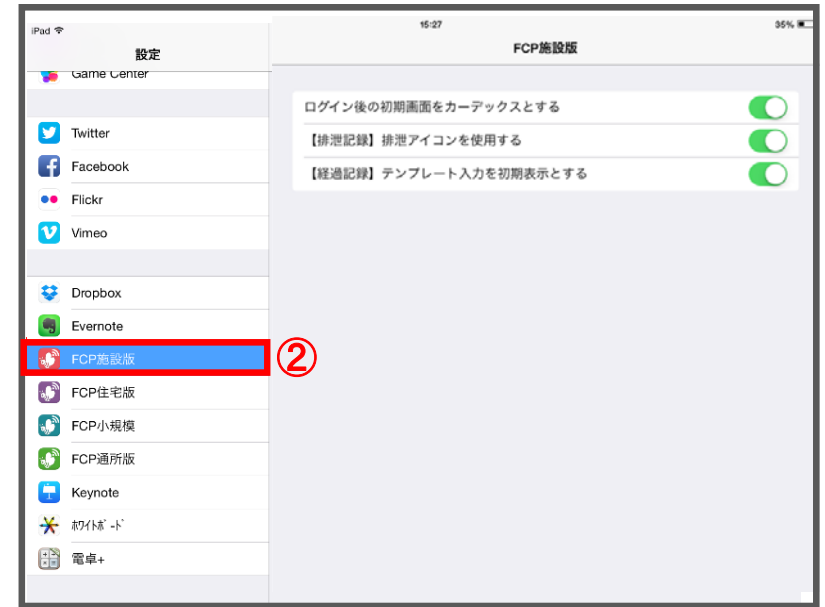 iPad
15:27
35%
設定
FCP施設版
Game Center
Twitter
Facebook
Flickr
Vimeo
Dropbox
Evernote
FCP施設版
②
FCP住宅版
FCP小規模
FCP通所版
Keynote
ﾎﾜｲﾄﾎﾞｰﾄﾞ
電卓+
ログイン後の初期画面をカーデックスとする
【排泄記録】排泄アイコンを使用する
【経過記録】テンプレート入力を初期表示とする